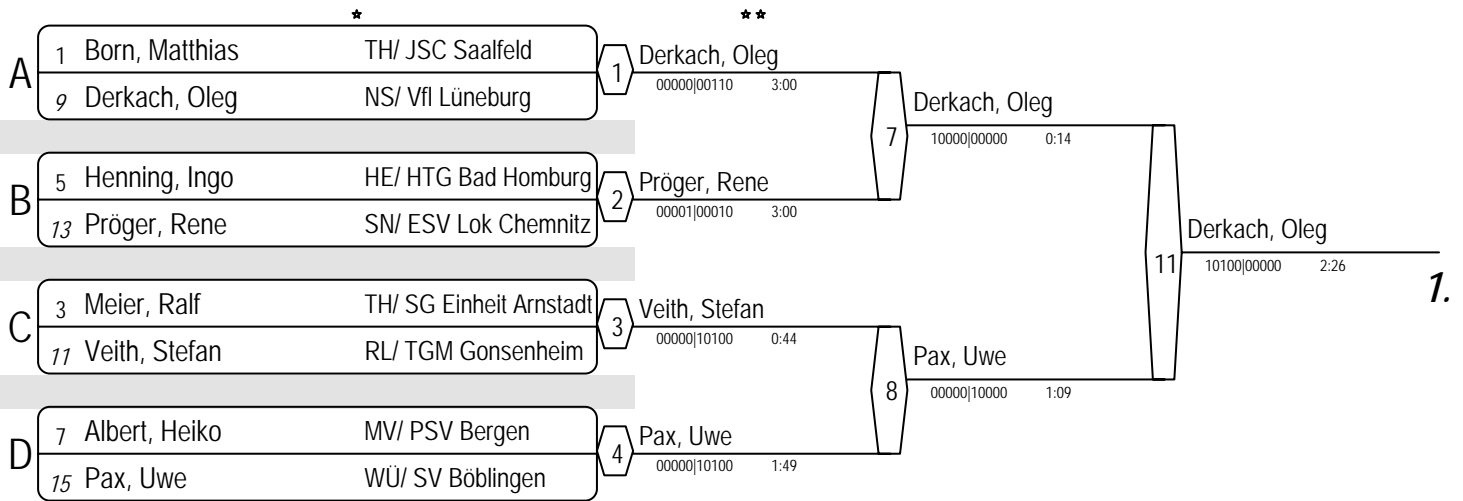 * **
A
1 Born, Matthias TH/ JSC Saalfeld
9 Derkach, Oleg NS/ Vfl Lüneburg
1
Derkach, Oleg
00000|00110 3:00
B
5 Henning, Ingo HE/ HTG Bad Homburg
13 Pröger, Rene SN/ ESV Lok Chemnitz
2
Pröger, Rene
00001|00010 3:00
7
Derkach, Oleg
10000|00000 0:14
C
3 Meier, Ralf TH/ SG Einheit Arnstadt
11 Veith, Stefan RL/ TGM Gonsenheim
3
Veith, Stefan
00000|10100 0:44
D
7 Albert, Heiko MV/ PSV Bergen
15 Pax, Uwe WÜ/ SV Böblingen
4
Pax, Uwe
00000|10100 1:49
8
Pax, Uwe
00000|10000 1:09
11
Derkach, Oleg
10100|00000 2:26
1.